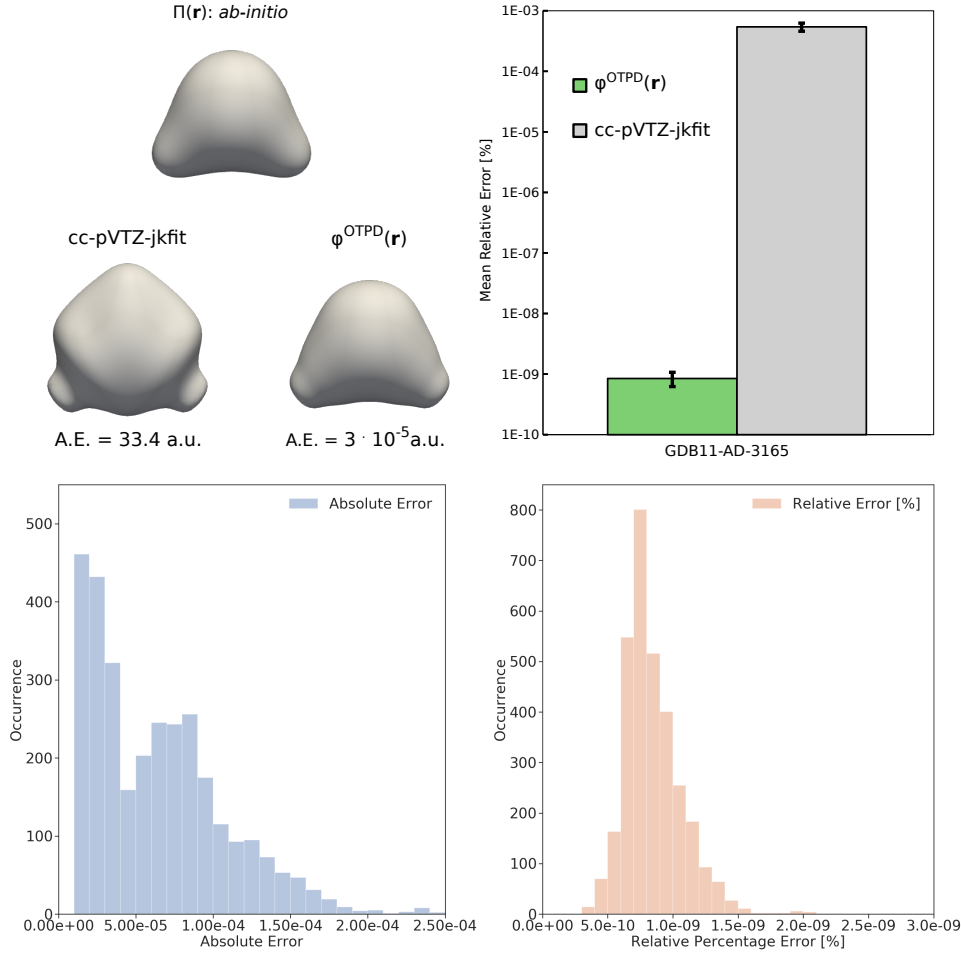 Π(r): ab-initio
cc-pVTZ-jkfit
φ^OTPD(r)
A.E. = 33.4 a.u.
A.E. = 3 · 10^-5 a.u.
1E-03
1E-04
1E-05
1E-06
1E-07
1E-08
1E-09
1E-10
Mean Relative Error [%]
φ^OTPD(r)
cc-pVTZ-jkfit
GDB11-AD-3165
Absolute Error
500
400
300
200
100
0
Occurrence
0.00e+00
5.00e-05
1.00e-04
1.50e-04
2.00e-04
2.50e-04
Absolute Error
Relative Error [%]
800
700
600
500
400
300
200
100
0
Occurrence
0.0e+00
5.0e-10
1.0e-09
1.5e-09
2.0e-09
2.5e-09
3.0e-09
Relative Percentage Error [%]